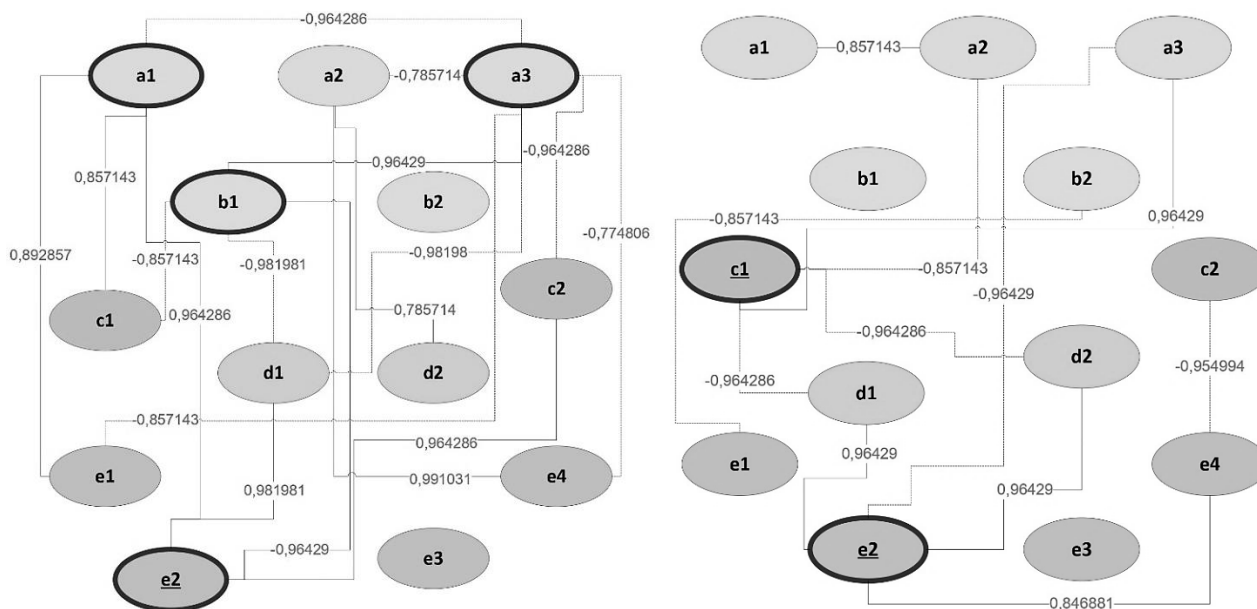 -0,964286
a1
a2
-0,785714
a3
0,857143
0,96429
-0,964286
b1
b2
0,892857
-0,857143
-0,981981
-0,98198
-0,774806
c1
0,964286
c2
0,785714
d1
d2
-0,857143
0,964286
e1
0,981981
0,991031
e4
-0,96429
e2
e3
a1
0,857143
a2
a3
b1
b2
-0,857143
0,96429
c1
-0,857143
c2
-0,96429
-0,964286
d2
-0,954994
-0,964286
d1
0,96429
e1
0,96429
e4
e2
e3
0,846881